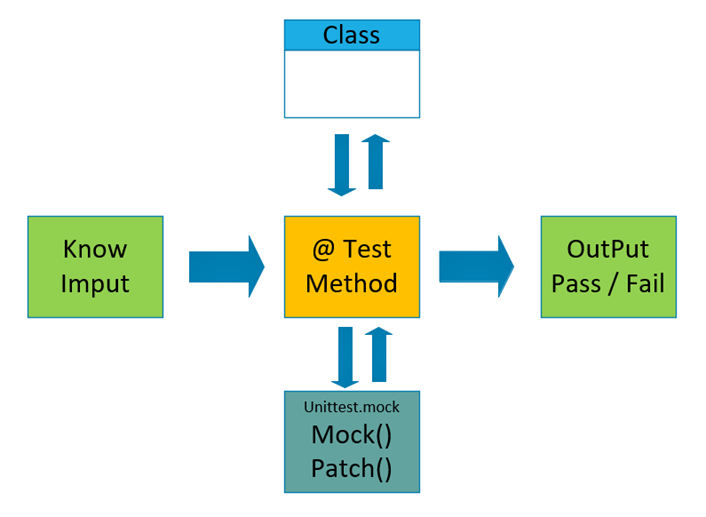 Class
Know
Imput
@ Test
Method
OutPut
Pass / Fail
Unittest.mock
Mock()
Patch()